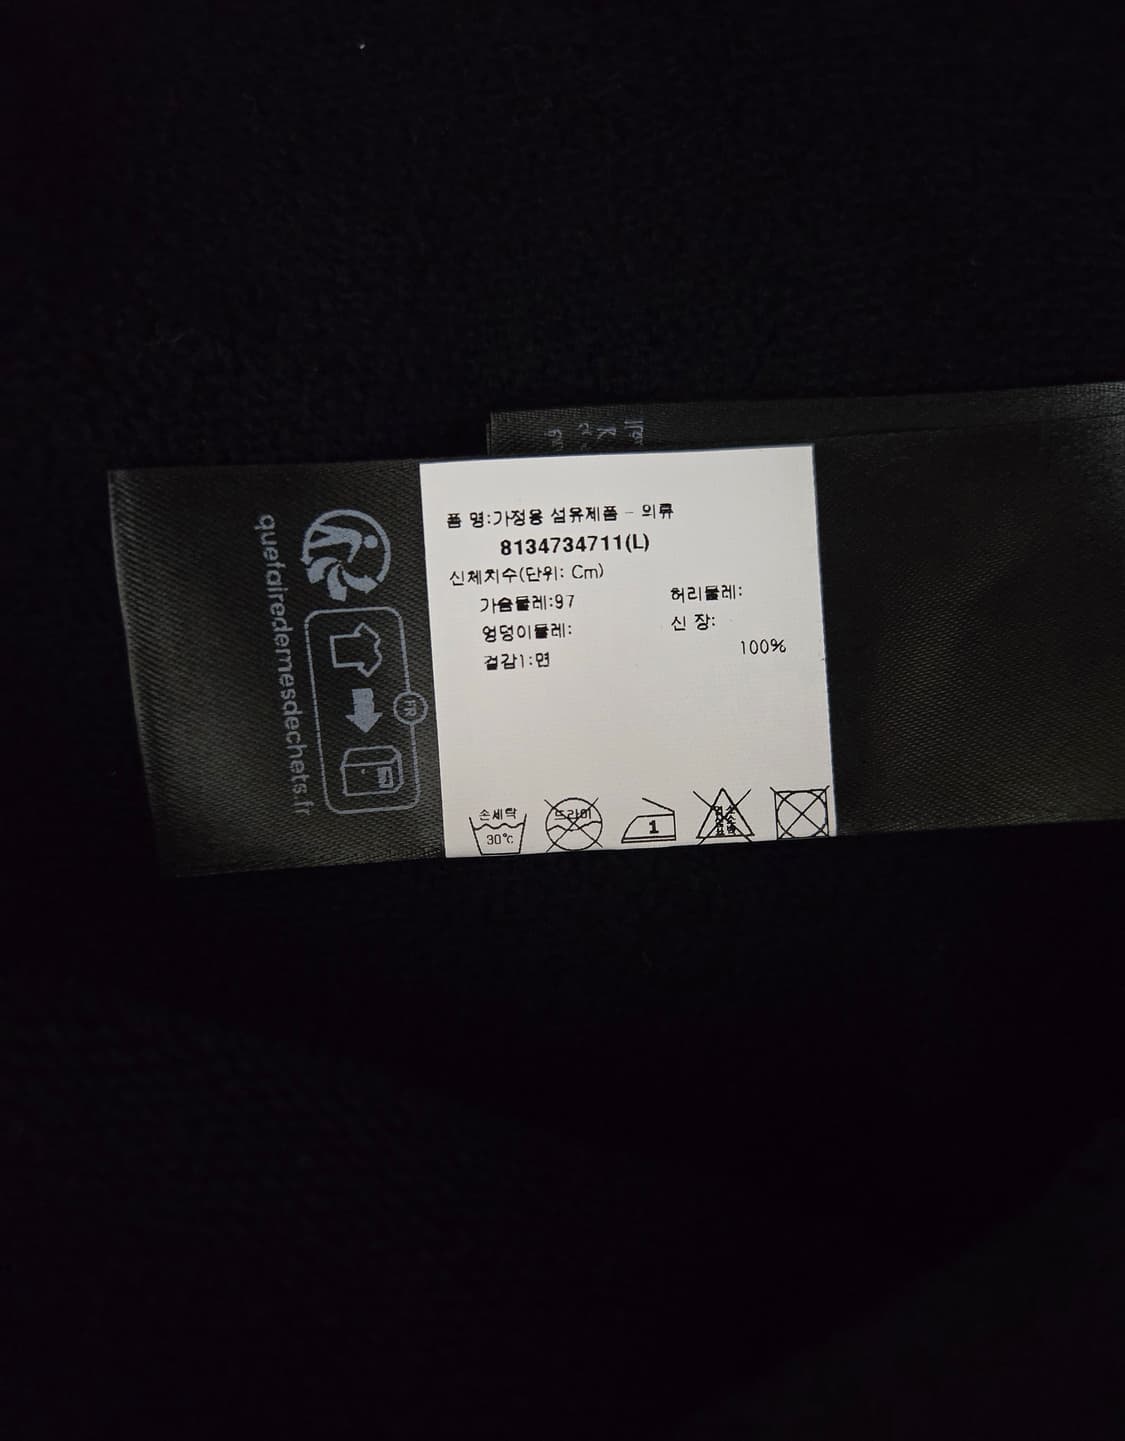 품 명:가정용 섬유제품 - 의류
8134734711(L)
신체치수(단위: Cm)
가슴둘레:97 허리둘레:
엉덩이둘레: 신 장:
겉감1:면 100%
손세탁 드라이 1
30℃
quefairedemesdechets.fr
FR